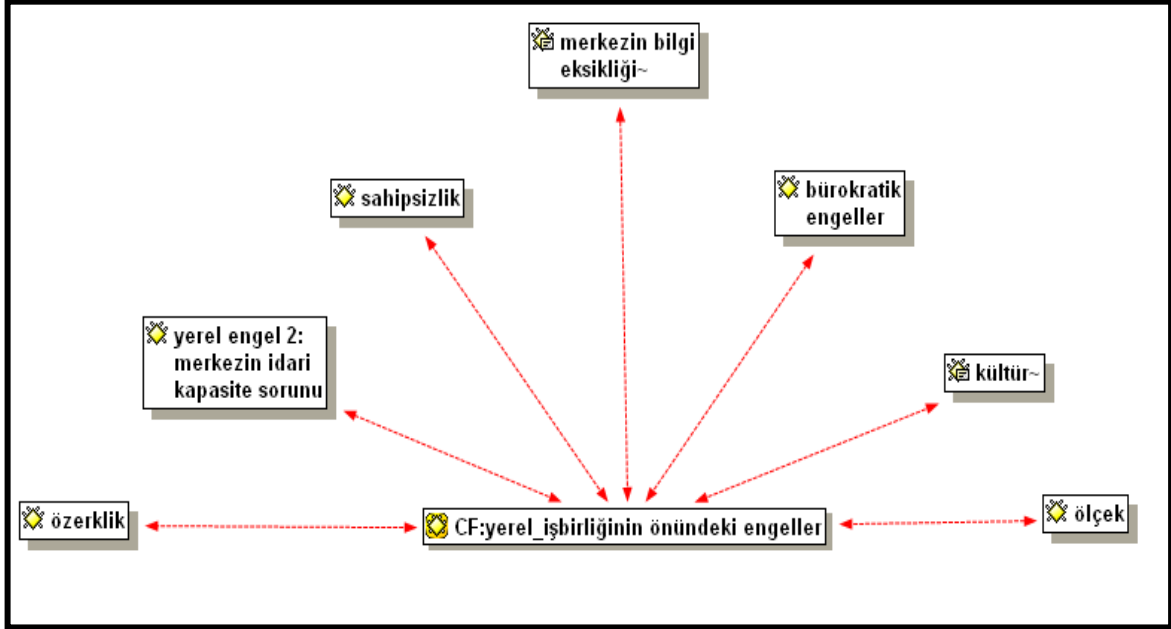 merkezin bilgi
eksikliği~
sahipsizlik
bürokratik
engeller
yerel engel 2:
merkezin idari
kapasite sorunu
kültür~
özerklik
CF:yerel_işbirliğinin önündeki engeller
ölçek